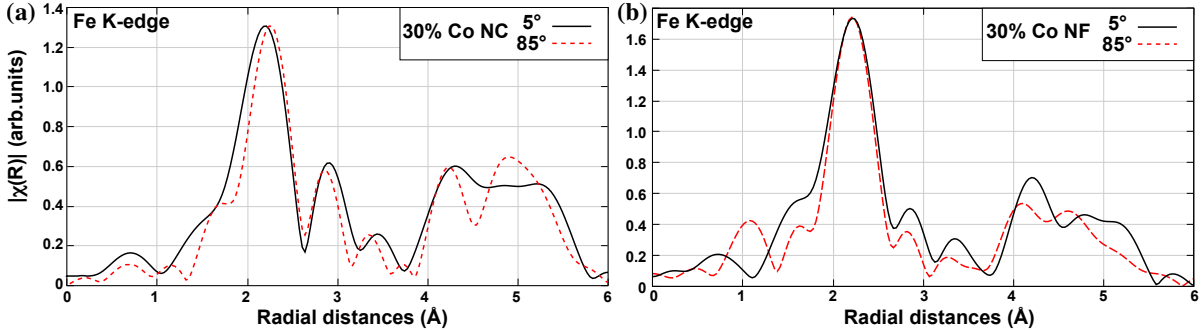 (a) Fe K-edge
30% Co NC 5°
85°
|χ(R)| (arb.units)
1.4
1.2
1.0
0.8
0.6
0.4
0.2
0
0 1 2 3 4 5 6
Radial distances (Å)
(b) Fe K-edge
30% Co NF 5°
85°
1.6
1.4
1.2
1.0
0.8
0.6
0.4
0.2
0
0 1 2 3 4 5 6
Radial distances (Å)